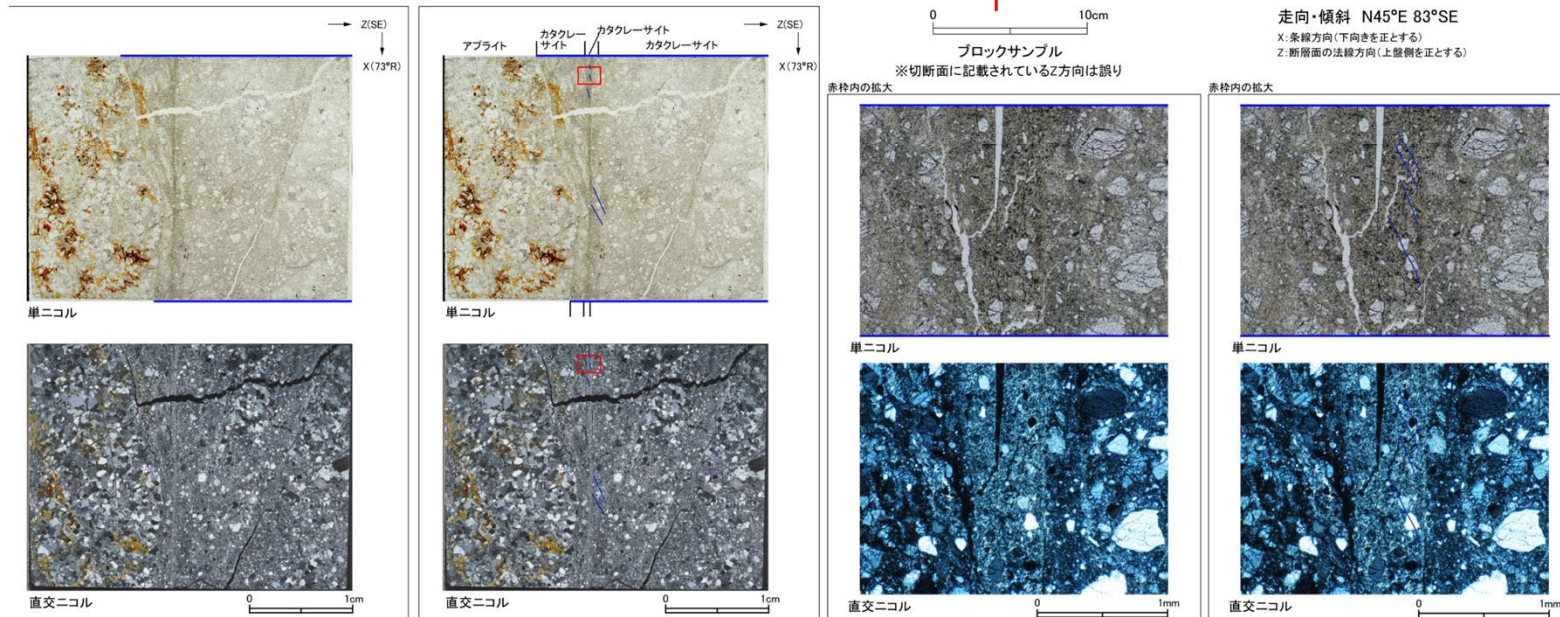 Z(SE)
X(73°R)
単ニコル
直交ニコル
1cm
0
Z(SE)
X(73°R)
アプライト
カタクレー
サイト
カタクレーサイト
カタクレーサイト
単ニコル
直交ニコル
1cm
0
0
10cm
ブロックサンプル
※切断面に記載されているZ方向は誤り
走向・傾斜 N45°E 83°SE
X:条線方向(下向きを正とする)
Z:断層面の法線方向(上盤側を正とする)
赤枠内の拡大
単ニコル
直交ニコル
0
1mm
赤枠内の拡大
単ニコル
直交ニコル
0
1mm